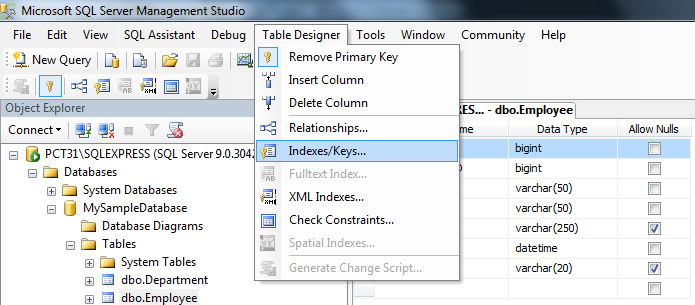 Microsoft SQL Server Management Studio
File Edit View SQL Assistant Debug Table Designer Tools Window Community Help
New Query
Remove Primary Key
Insert Column
Delete Column
Relationships...
Indexes/Keys...
Fulltext Index...
XML Indexes...
Check Constraints...
Spatial Indexes...
Generate Change Script...
Object Explorer
Connect
PCT31\SQLEXPRESS (SQL Server 9.0.3042
Databases
System Databases
MySampleDatabase
Database Diagrams
Tables
System Tables
dbo.Department
dbo.Employee
RES... - dbo.Employee
me Data Type Allow Nulls
bigint
bigint
varchar(50)
varchar(50)
varchar(250)
datetime
varchar(20)